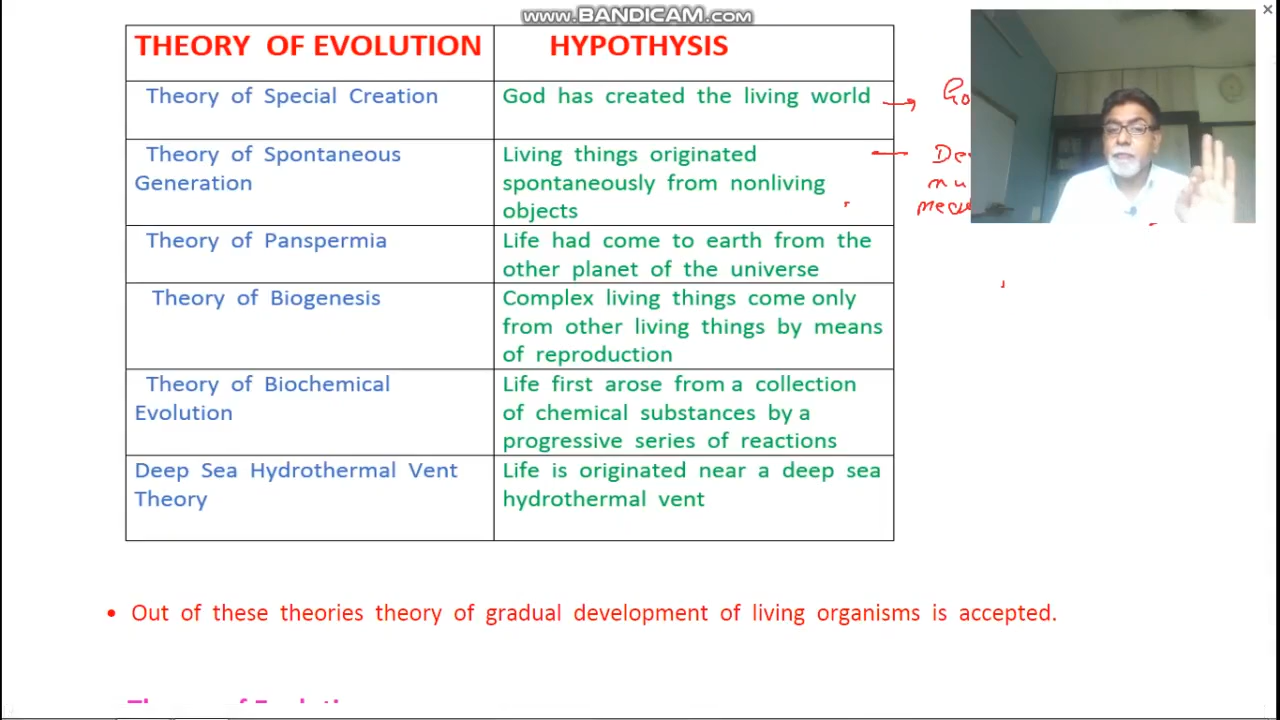 www.BANDICAM.com
THEORY OF EVOLUTION HYPOTHYSIS
Theory of Special Creation God has created the living world
Theory of Spontaneous Living things originated
Generation spontaneously from nonliving
objects
Theory of Panspermia Life had come to earth from the
other planet of the universe
Theory of Biogenesis Complex living things come only
from other living things by means
of reproduction
Theory of Biochemical Life first arose from a collection
Evolution of chemical substances by a
progressive series of reactions
Deep Sea Hydrothermal Vent Life is originated near a deep sea
Theory hydrothermal vent
• Out of these theories theory of gradual development of living organisms is accepted.